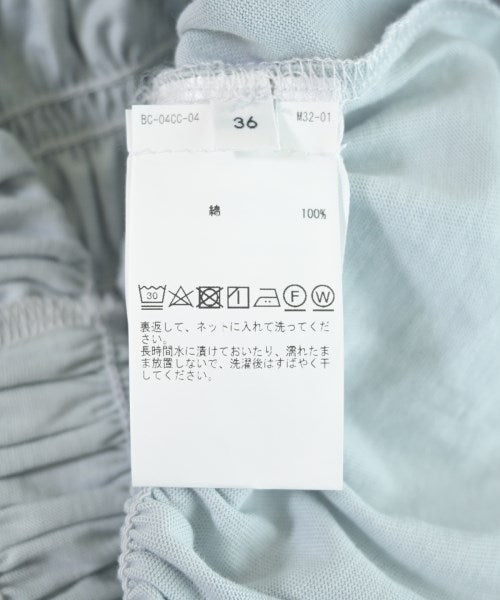 BC-04CC-04 36 M32-01
綿 100%
30 F W
裏返して、ネットに入れて洗ってくだ
さい。
長時間水に漬けておいたり、濡れたま
ま放置しないで、洗濯後はすばやく干
してください。